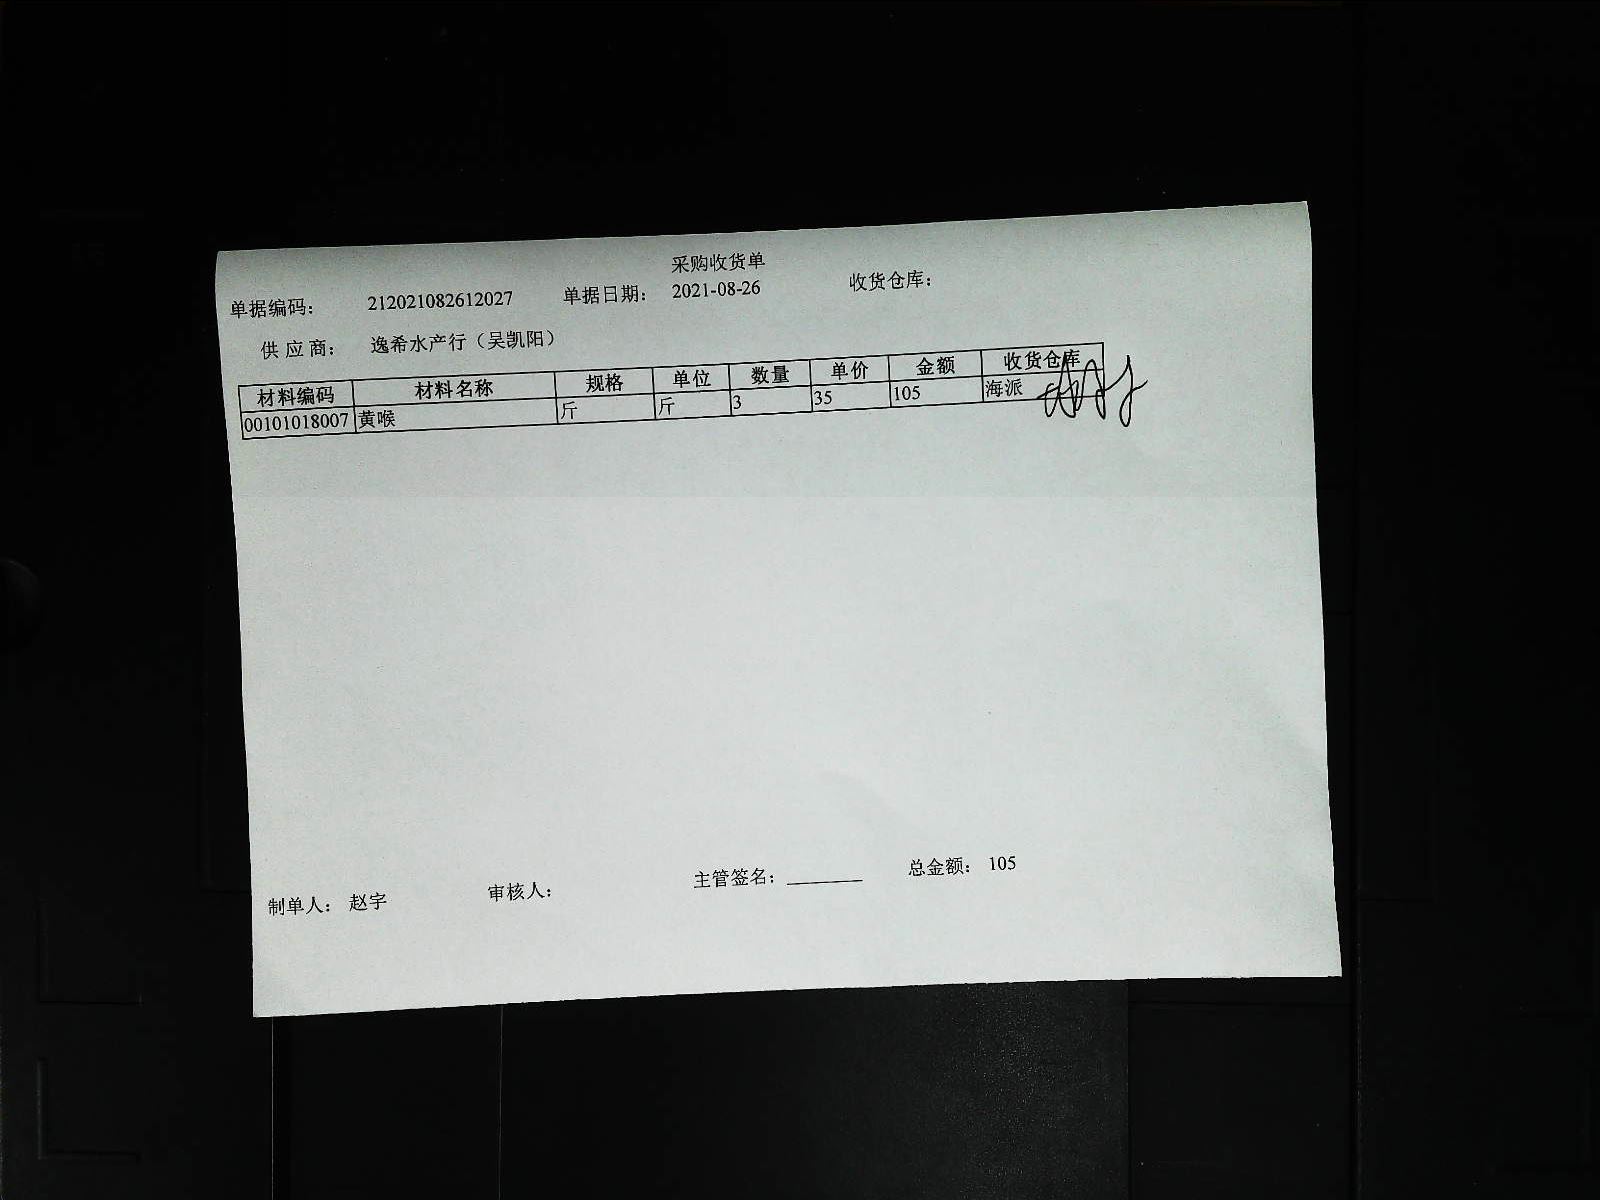 采购收货单
单据编码： 212021082612027 单据日期： 2021-08-26 收货仓库：
供 应 商： 逸希水产行（吴凯阳）
材料编码 材料名称 规格 单位 数量 单价 金额 收货仓库
00101018007 黄喉 斤 斤 3 35 105 海派
制单人： 赵宇 审核人： 主管签名：________ 总金额： 105